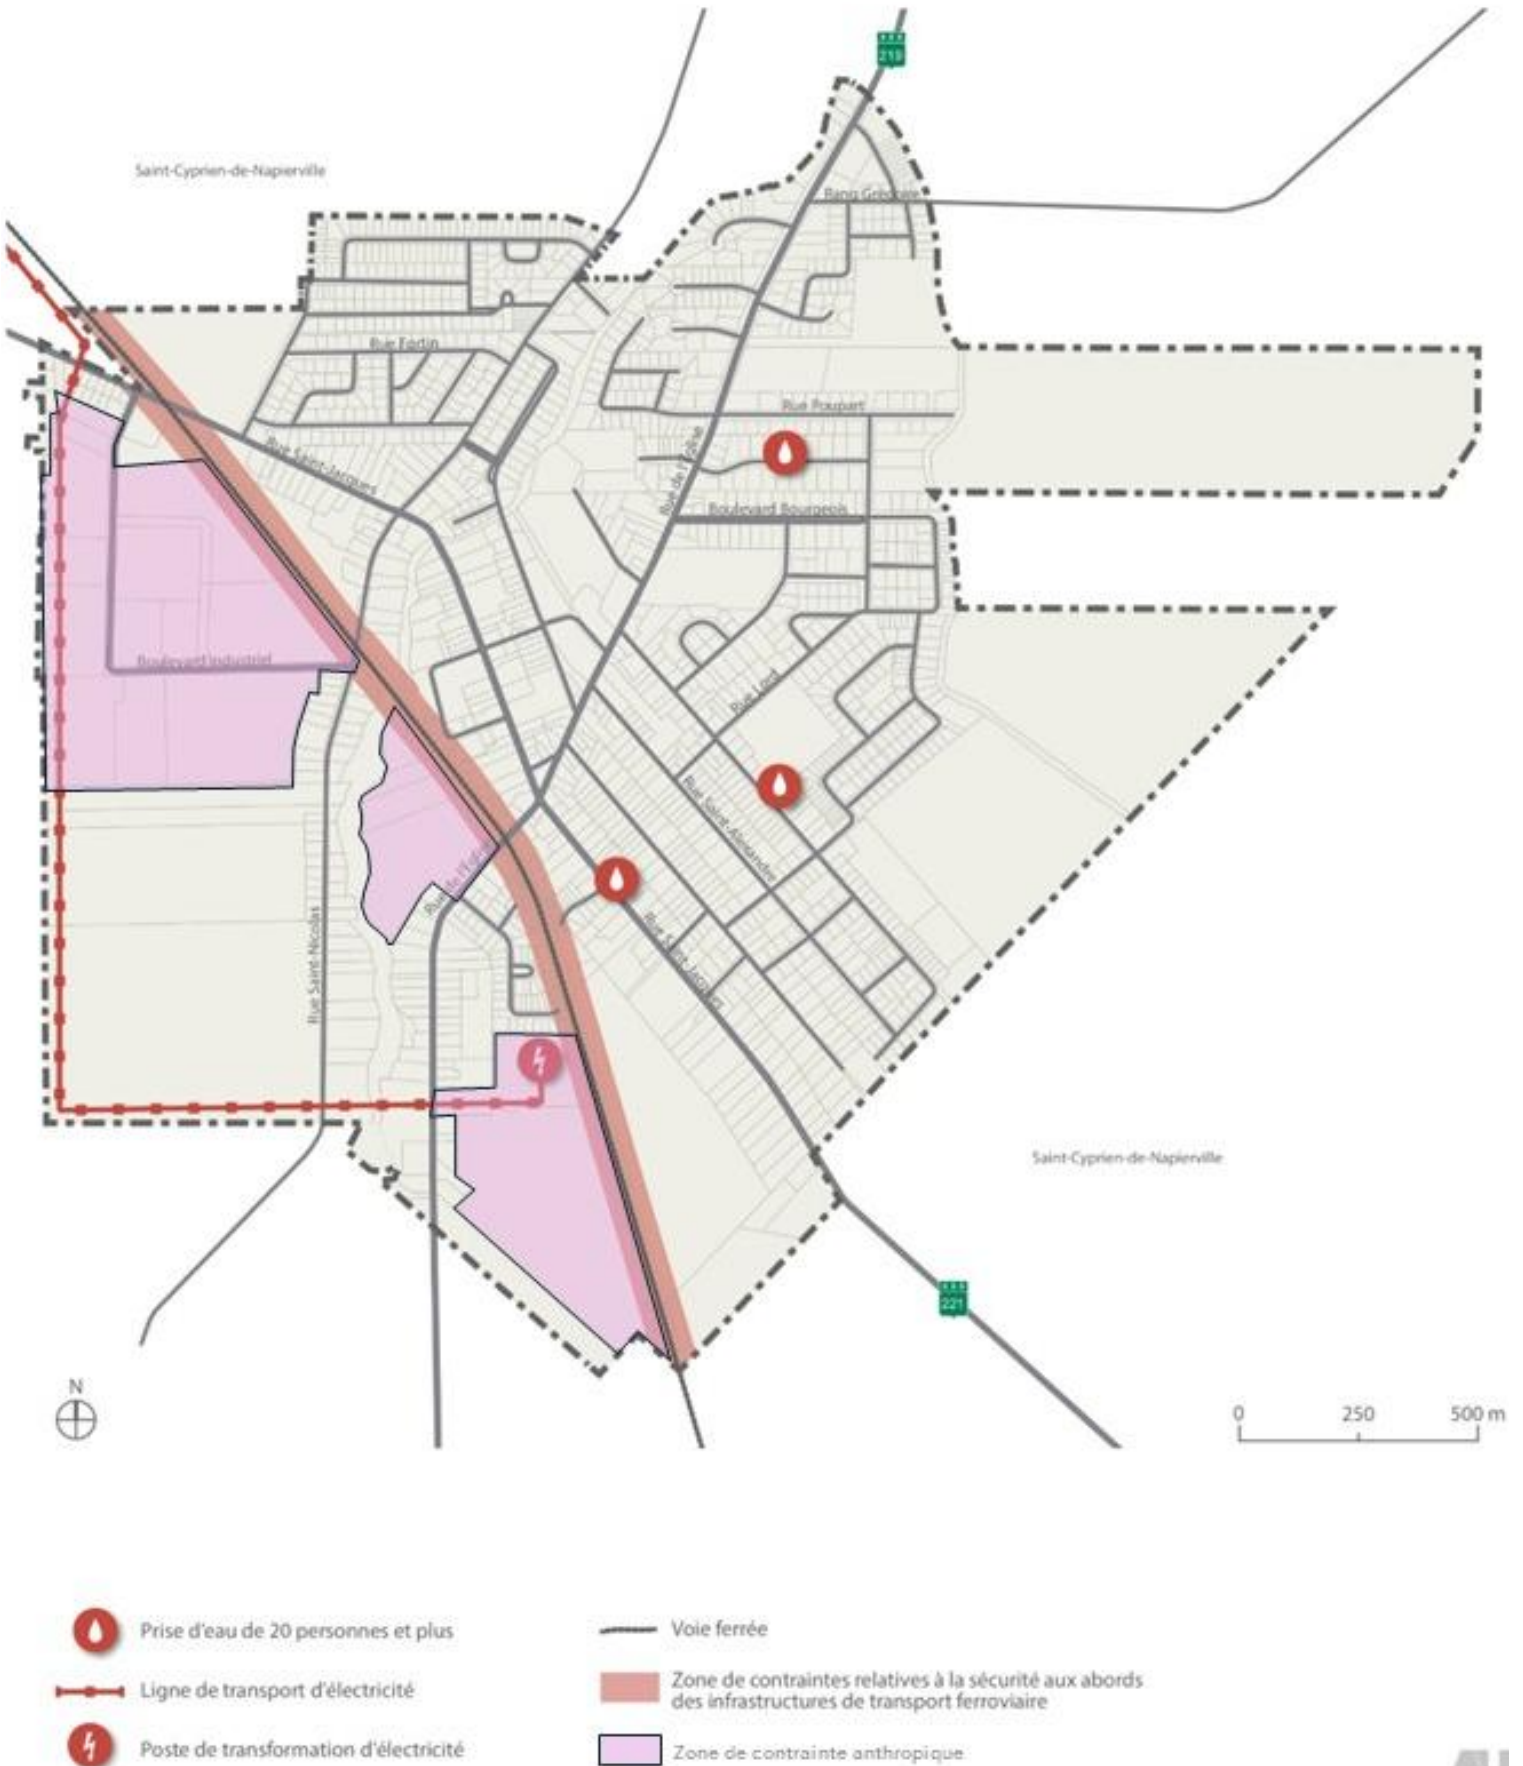 219
Saint-Cyprien-de-Napierville
Rang Grégoire
Rue Fortin
Rue Poupart
Rue Saint-Jacques
Rue de l'Église
Boulevard Bourgeois
Boulevard Industriel
Rue Lord
Rue Saint-Alexandre
Rue de l'Église
Rue Saint-Nicolas
Rue Saint-Jacques
Saint-Cyprien-de-Napierville
221
N
0 250 500 m
Prise d'eau de 20 personnes et plus
Voie ferrée
Ligne de transport d'électricité
Zone de contraintes relatives à la sécurité aux abords
des infrastructures de transport ferroviaire
Poste de transformation d'électricité
Zone de contrainte anthropique